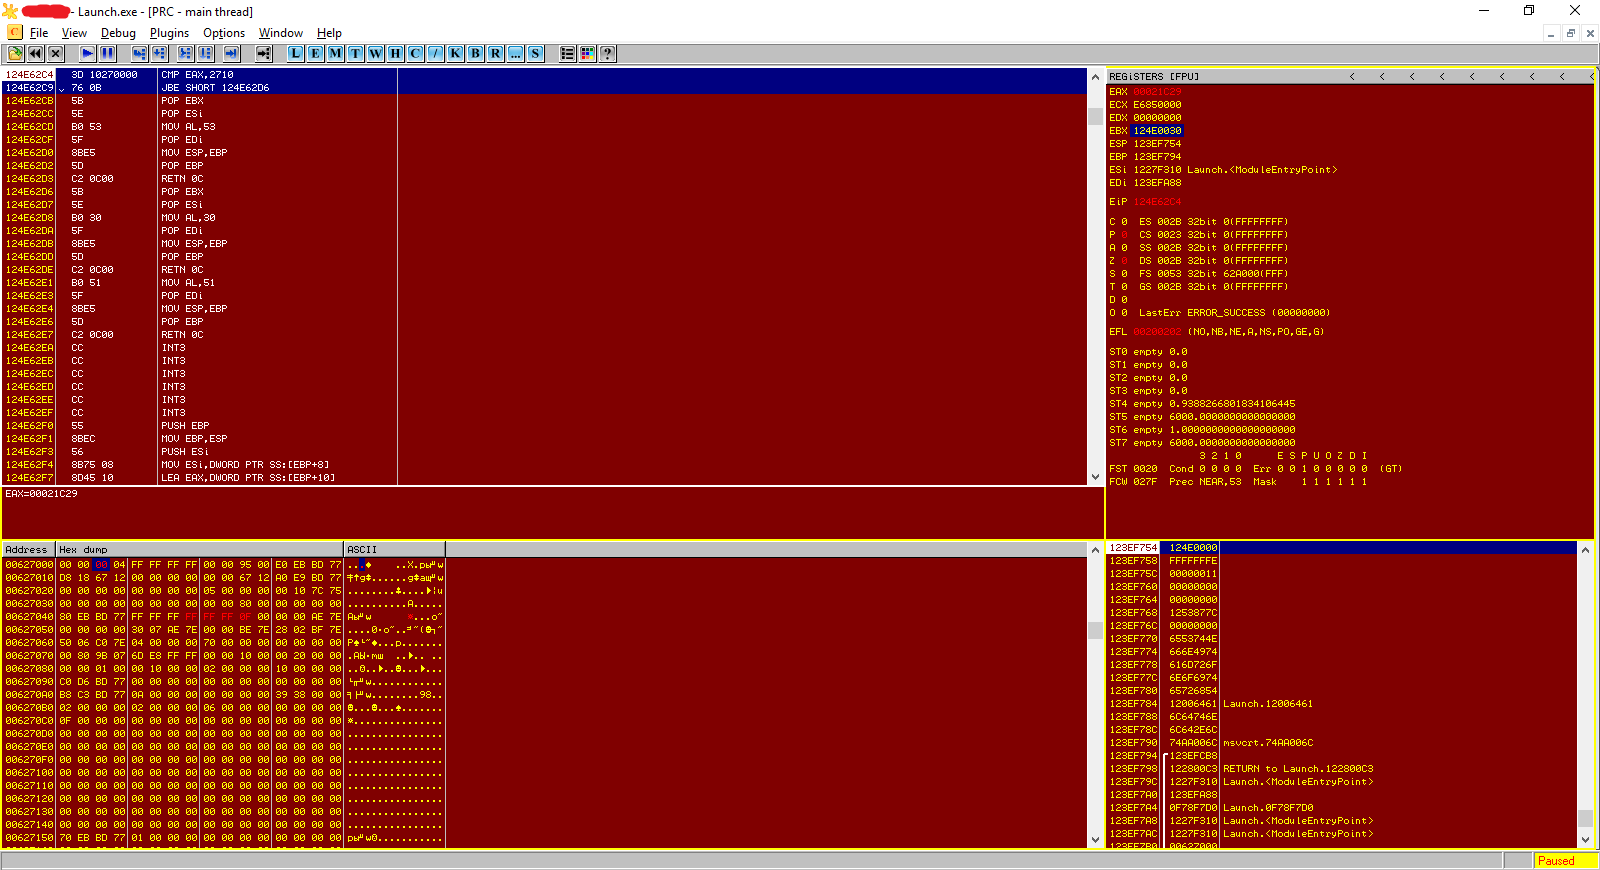 - Launch.exe - [PRC - main thread]
C File View Debug Plugins Options Window Help
L E M T W H C / K B R ... S ?
124E62C4 3D 10270000 CMP EAX,2710
124E62C9 76 0B JBE SHORT 124E62D6
124E62CB 5B POP EBX
124E62CC 5E POP ESi
124E62CD B0 53 MOV AL,53
124E62CF 5F POP EDi
124E62D0 8BE5 MOV ESP,EBP
124E62D2 5D POP EBP
124E62D3 C2 0C00 RETN 0C
124E62D6 5B POP EBX
124E62D7 5E POP ESi
124E62D8 B0 30 MOV AL,30
124E62DA 5F POP EDi
124E62DB 8BE5 MOV ESP,EBP
124E62DD 5D POP EBP
124E62DE C2 0C00 RETN 0C
124E62E1 B0 51 MOV AL,51
124E62E3 5F POP EDi
124E62E4 8BE5 MOV ESP,EBP
124E62E6 5D POP EBP
124E62E7 C2 0C00 RETN 0C
124E62EA CC INT3
124E62EB CC INT3
124E62EC CC INT3
124E62ED CC INT3
124E62EE CC INT3
124E62EF CC INT3
124E62F0 55 PUSH EBP
124E62F1 8BEC MOV EBP,ESP
124E62F3 56 PUSH ESi
124E62F4 8B75 08 MOV ESi,DWORD PTR SS:[EBP+8]
124E62F7 8D45 10 LEA EAX,DWORD PTR SS:[EBP+10]
EAX=00021C29
REGiSTERS [FPU] < < < < < < < < <
EAX 00021C29
ECX E6850000
EDX 00000000
EBX 124E0030
ESP 123EF754
EBP 123EF794
ESi 1227F310 Launch.<ModuleEntryPoint>
EDi 123EFA88
EiP 124E62C4
C 0 ES 002B 32bit 0(FFFFFFFF)
P 0 CS 0023 32bit 0(FFFFFFFF)
A 0 SS 002B 32bit 0(FFFFFFFF)
Z 0 DS 002B 32bit 0(FFFFFFFF)
S 0 FS 0053 32bit 62A000(FFF)
T 0 GS 002B 32bit 0(FFFFFFFF)
D 0
O 0 LastErr ERROR_SUCCESS (00000000)
EFL 00200202 (NO,NB,NE,A,NS,PO,GE,G)
ST0 empty 0.0
ST1 empty 0.0
ST2 empty 0.0
ST3 empty 0.0
ST4 empty 0.9388266801834106445
ST5 empty 6000.0000000000000000
ST6 empty 1.0000000000000000000
ST7 empty 6000.0000000000000000
3 2 1 0 E S P U O Z D I
FST 0020 Cond 0 0 0 0 Err 0 0 1 0 0 0 0 0 (GT)
FCW 027F Prec NEAR,53 Mask 1 1 1 1 1 1
Address Hex dump ASCII
00627000 00 00 00 04 FF FF FF FF 00 00 95 00 E0 EB BD 77
00627010 D8 18 67 12 00 00 00 00 00 00 67 12 A0 E9 BD 77
00627020 00 00 00 00 00 00 00 00 05 00 00 00 00 10 7C 75
00627030 00 00 00 00 00 00 00 00 00 00 80 00 00 00 00 00
00627040 80 EB BD 77 FF FF FF FF FF FF 0F 00 00 00 AE 7E
00627050 00 00 00 00 30 07 AE 7E 00 00 BE 7E 28 02 BF 7E
00627060 50 06 C0 7E 04 00 00 00 70 00 00 00 00 00 00 00
00627070 00 80 9B 07 6D E8 FF FF 00 00 10 00 00 20 00 00
00627080 00 00 01 00 00 10 00 00 02 00 00 00 10 00 00 00
00627090 C0 D6 BD 77 00 00 00 00 00 00 00 00 00 00 00 00
006270A0 B8 C3 BD 77 0A 00 00 00 00 00 00 00 39 38 00 00
006270B0 02 00 00 00 02 00 00 00 06 00 00 00 00 00 00 00
006270C0 0F 00 00 00 00 00 00 00 00 00 00 00 00 00 00 00
006270D0 00 00 00 00 00 00 00 00 00 00 00 00 00 00 00 00
006270E0 00 00 00 00 00 00 00 00 00 00 00 00 00 00 00 00
006270F0 00 00 00 00 00 00 00 00 00 00 00 00 00 00 00 00
00627100 00 00 00 00 00 00 00 00 00 00 00 00 00 00 00 00
00627110 00 00 00 00 00 00 00 00 00 00 00 00 00 00 00 00
00627120 00 00 00 00 00 00 00 00 00 00 00 00 00 00 00 00
00627130 00 00 00 00 00 00 00 00 00 00 00 00 00 00 00 00
00627140 00 00 00 00 00 00 00 00 00 00 00 00 00 00 00 00
00627150 70 EB BD 77 01 00 00 00 00 00 00 00 00 00 00 00
123EF754 124E0000
123EF758 FFFFFFFE
123EF75C 00000011
123EF760 00000000
123EF764 00000000
123EF768 1253877C
123EF76C 00000000
123EF770 6553744E
123EF774 666E4974
123EF778 616D726F
123EF77C 6E6F6974
123EF780 65726854
123EF784 12006461 Launch.12006461
123EF788 6C64746E
123EF78C 6C642E6C
123EF790 74AA006C msvcrt.74AA006C
123EF794 123EFCB8
123EF798 122800C3 RETURN to Launch.122800C3
123EF79C 1227F310 Launch.<ModuleEntryPoint>
123EF7A0 123EFA88
123EF7A4 0F78F7D0 Launch.0F78F7D0
123EF7A8 1227F310 Launch.<ModuleEntryPoint>
123EF7AC 1227F310 Launch.<ModuleEntryPoint>
123EF7B0 00627000
Paused